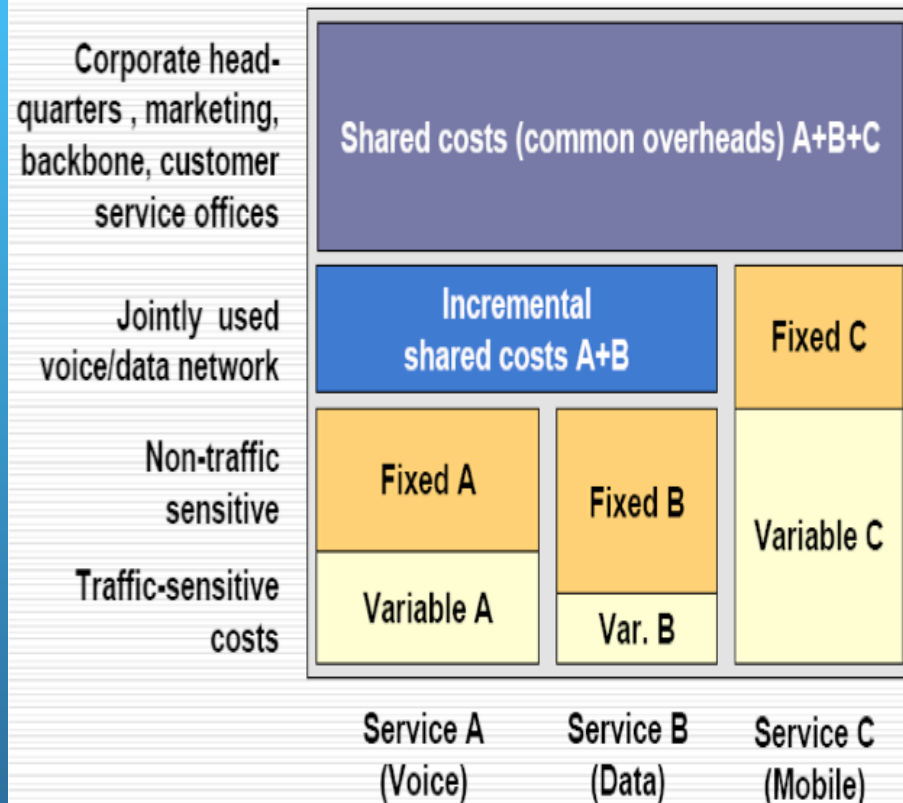 Corporate head-
quarters , marketing,
backbone, customer
service offices
Shared costs (common overheads) A+B+C
Jointly used
voice/data network
Incremental
shared costs A+B
Fixed C
Non-traffic
sensitive
Fixed A
Fixed B
Variable C
Traffic-sensitive
costs
Variable A
Var. B
Service A
(Voice)
Service B
(Data)
Service C
(Mobile)